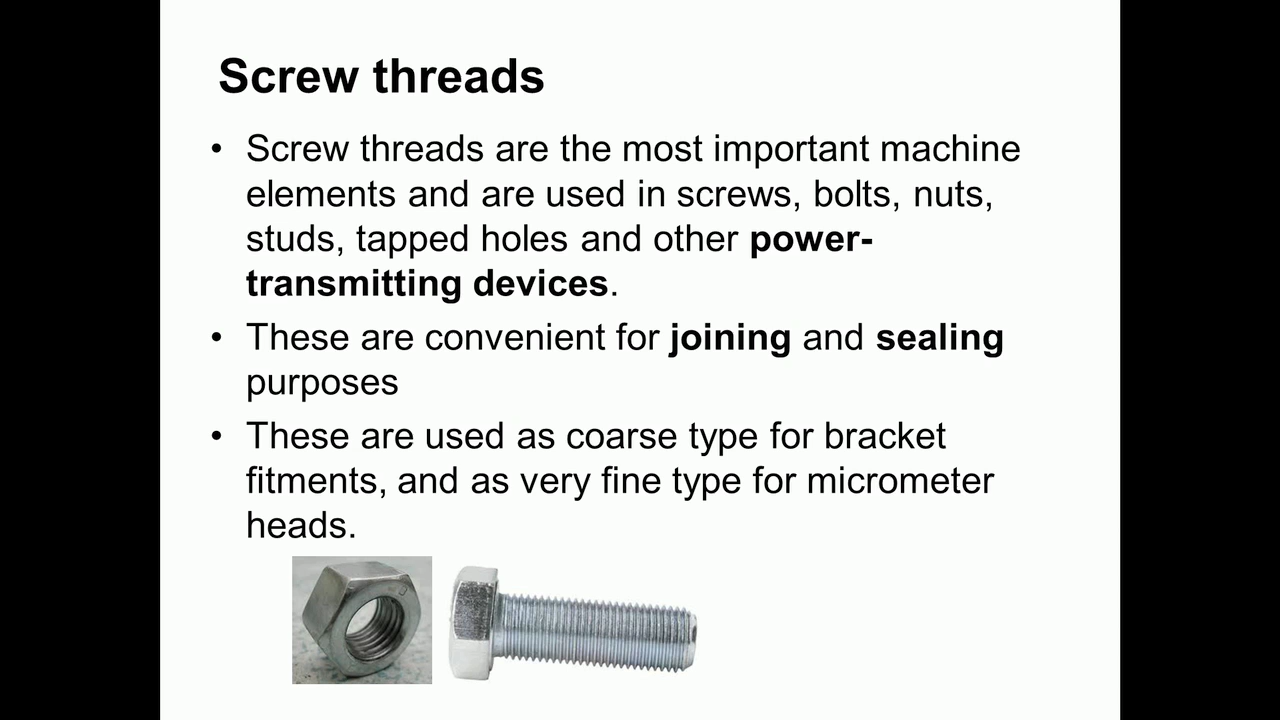 Screw threads
• Screw threads are the most important machine
elements and are used in screws, bolts, nuts,
studs, tapped holes and other power-
transmitting devices.
• These are convenient for joining and sealing
purposes
• These are used as coarse type for bracket
fitments, and as very fine type for micrometer
heads.